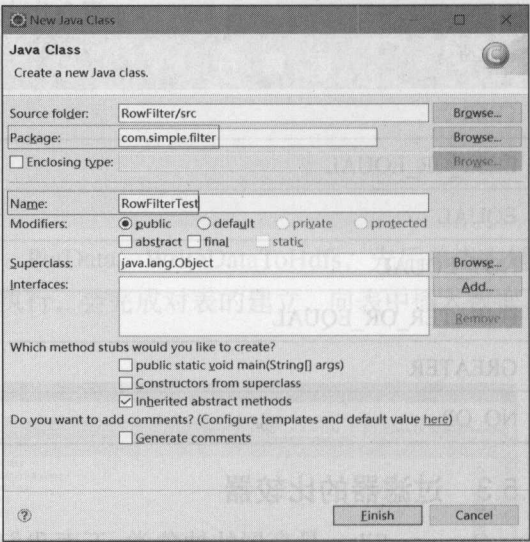 New Java Class
Java Class
Create a new Java class.
Source folder: RowFilter/src Browse...
Package: com.simple.filter Browse...
Enclosing type: Browse...
Name: RowFilterTest
Modifiers: public default private protected
abstract final static
Superclass: java.lang.Object Browse...
Interfaces: Add...
Remove
Which method stubs would you like to create?
public static void main(String[] args)
Constructors from superclass
Inherited abstract methods
Do you want to add comments? (Configure templates and default value here)
Generate comments
Finish Cancel